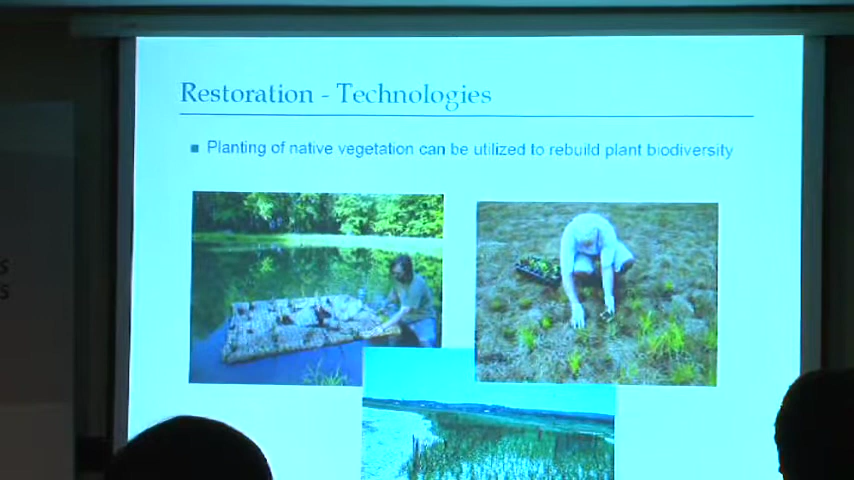 Restoration - Technologies
■ Planting of native vegetation can be utilized to rebuild plant biodiversity
S
S